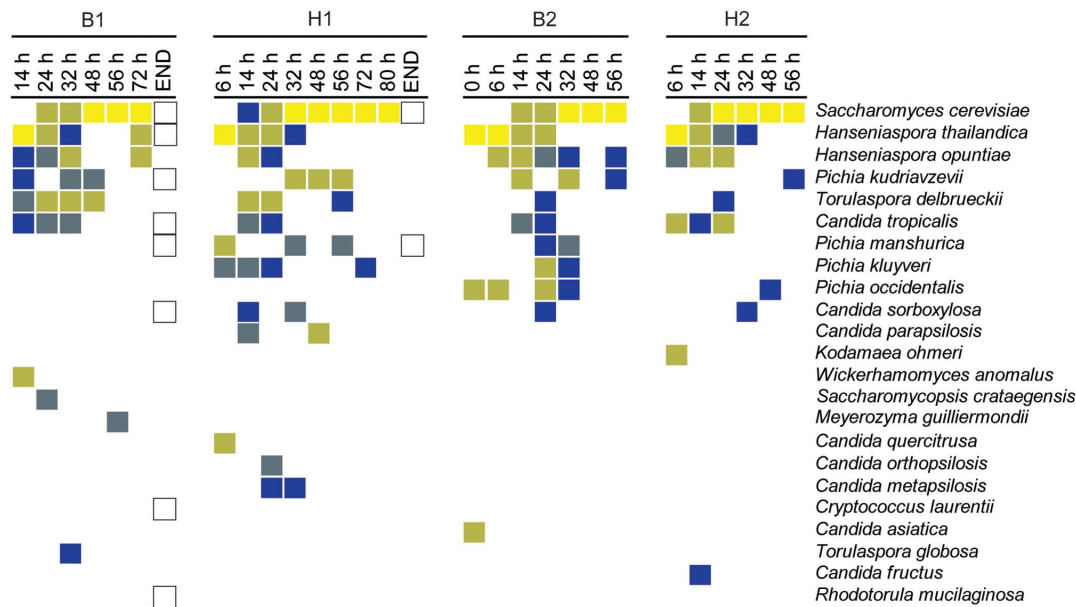 B1 H1 B2 H2
14 h 24 h 32 h 48 h 56 h 72 h END 6 h 14 h 24 h 32 h 48 h 56 h 72 h 80 h END 0 h 6 h 14 h 24 h 32 h 48 h 56 h 6 h 14 h 24 h 32 h 48 h 56 h
Saccharomyces cerevisiae
Hanseniaspora thailandica
Hanseniaspora opuntiae
Pichia kudriavzevii
Torulaspora delbrueckii
Candida tropicalis
Pichia manshurica
Pichia kluyveri
Pichia occidentalis
Candida sorboxylosa
Candida parapsilosis
Kodamaea ohmeri
Wickerhamomyces anomalus
Saccharomycopsis crataegensis
Meyerozyma guilliermondii
Candida quercitrusa
Candida orthopsilosis
Candida metapsilosis
Cryptococcus laurentii
Candida asiatica
Torulaspora globosa
Candida fructus
Rhodotorula mucilaginosa